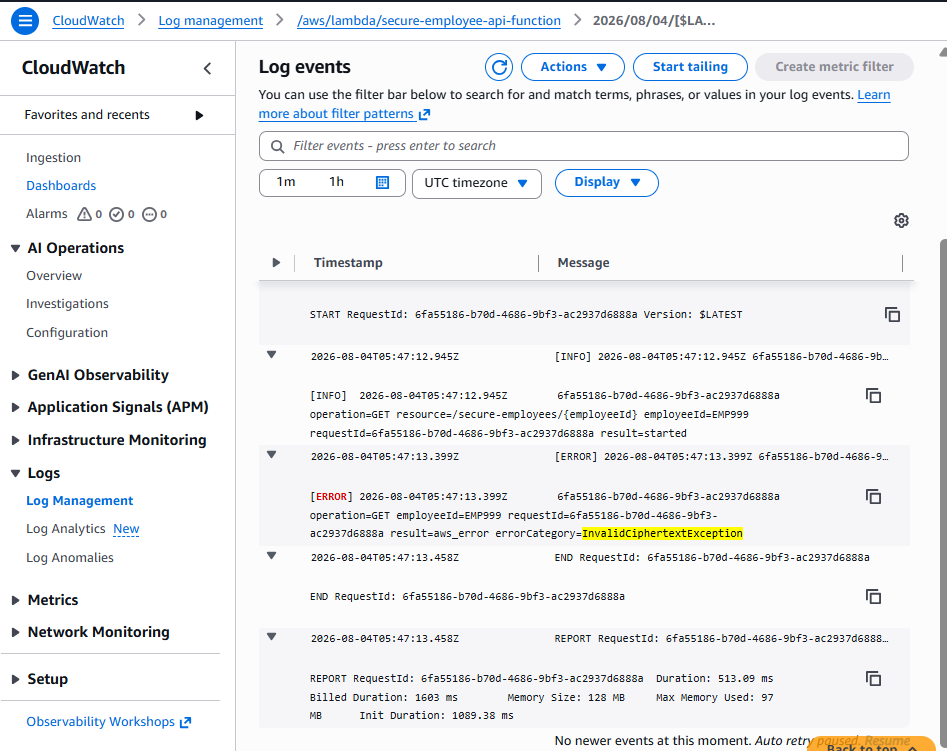 CloudWatch > Log management > /aws/lambda/secure-employee-api-function > 2026/08/04/[$LA...
CloudWatch
Favorites and recents
Ingestion
Dashboards
Alarms 0 0 0
AI Operations
Overview
Investigations
Configuration
GenAI Observability
Application Signals (APM)
Infrastructure Monitoring
Logs
Log Management
Log Analytics New
Log Anomalies
Metrics
Network Monitoring
Setup
Observability Workshops
Log events
Actions
Start tailing
Create metric filter
You can use the filter bar below to search for and match terms, phrases, or values in your log events. Learn
more about filter patterns
Filter events - press enter to search
1m 1h
UTC timezone
Display
Timestamp Message
START RequestId: 6fa55186-b70d-4686-9bf3-ac2937d6888a Version: $LATEST
2026-08-04T05:47:12.945Z [INFO] 2026-08-04T05:47:12.945Z 6fa55186-b70d-4686-9b…
[INFO] 2026-08-04T05:47:12.945Z 6fa55186-b70d-4686-9bf3-ac2937d6888a
operation=GET resource=/secure-employees/{employeeId} employeeId=EMP999
requestId=6fa55186-b70d-4686-9bf3-ac2937d6888a result=started
2026-08-04T05:47:13.399Z [ERROR] 2026-08-04T05:47:13.399Z 6fa55186-b70d-4686-9…
[ERROR] 2026-08-04T05:47:13.399Z 6fa55186-b70d-4686-9bf3-ac2937d6888a
operation=GET employeeId=EMP999 requestId=6fa55186-b70d-4686-9bf3-
ac2937d6888a result=aws_error errorCategory=InvalidCiphertextException
2026-08-04T05:47:13.458Z END RequestId: 6fa55186-b70d-4686-9bf3-ac2937d6888a
END RequestId: 6fa55186-b70d-4686-9bf3-ac2937d6888a
2026-08-04T05:47:13.458Z REPORT RequestId: 6fa55186-b70d-4686-9bf3-ac2937d6888…
REPORT RequestId: 6fa55186-b70d-4686-9bf3-ac2937d6888a Duration: 513.09 ms
Billed Duration: 1603 ms Memory Size: 128 MB Max Memory Used: 97
MB Init Duration: 1089.38 ms
No newer events at this moment. Auto retry paused. Resume
Back to top